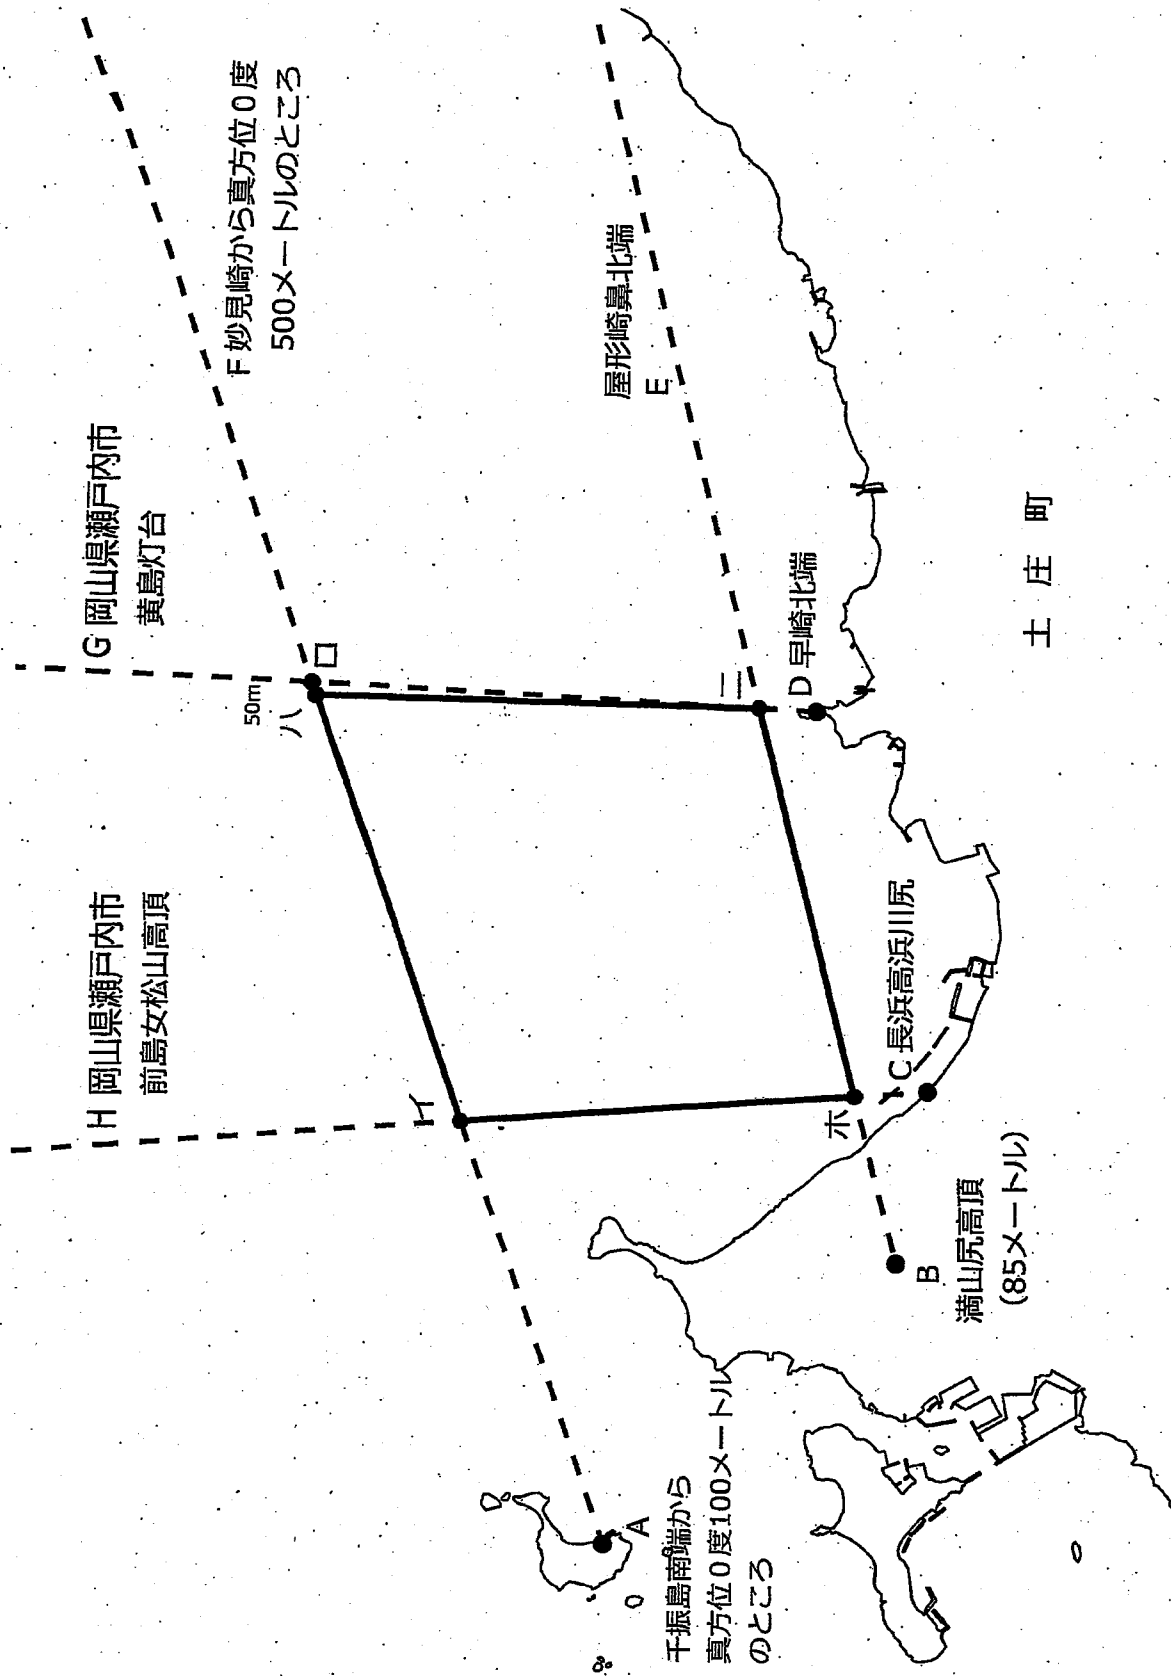 H 岡山県瀬戸内市
前島女松山高頂
G 岡山県瀬戸内市
黄島灯台
F 妙見崎から真方位0度
500メートルのところ
50m
ハ
ロ
イ
屋形崎鼻北端
E
ニ
D 早崎北端
ホ
C 長浜高浜川尻
B
満山尻高頂
(85メートル)
A
千振島南端から
真方位0度100メートル
のところ
土庄町